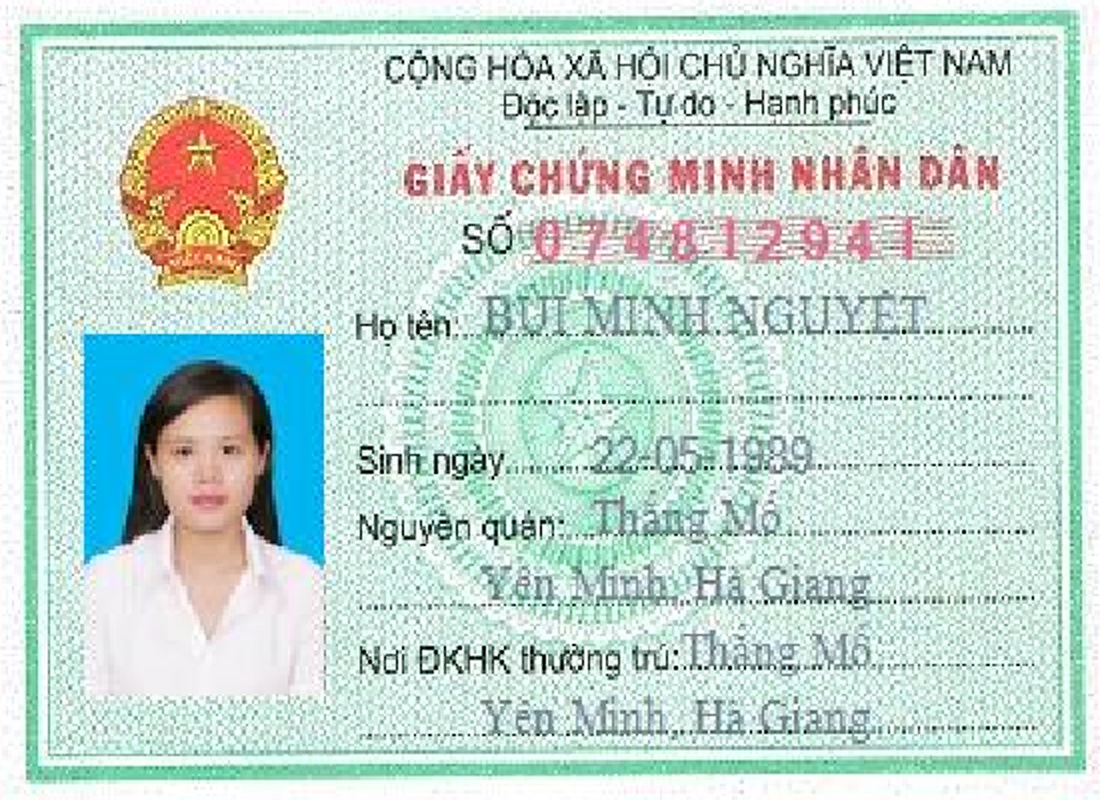 CỘNG HÒA XÃ HỘI CHỦ NGHĨA VIỆT NAM
Độc lập - Tự do - Hạnh phúc
GIẤY CHỨNG MINH NHÂN DÂN
SỐ 074812941
Họ tên: BÙI MINH NGUYỆT
Sinh ngày 22-05-1989
Nguyên quán: Thắng Mố
Yên Minh, Hà Giang
Nơi ĐKHK thường trú: Thắng Mố
Yên Minh, Hà Giang